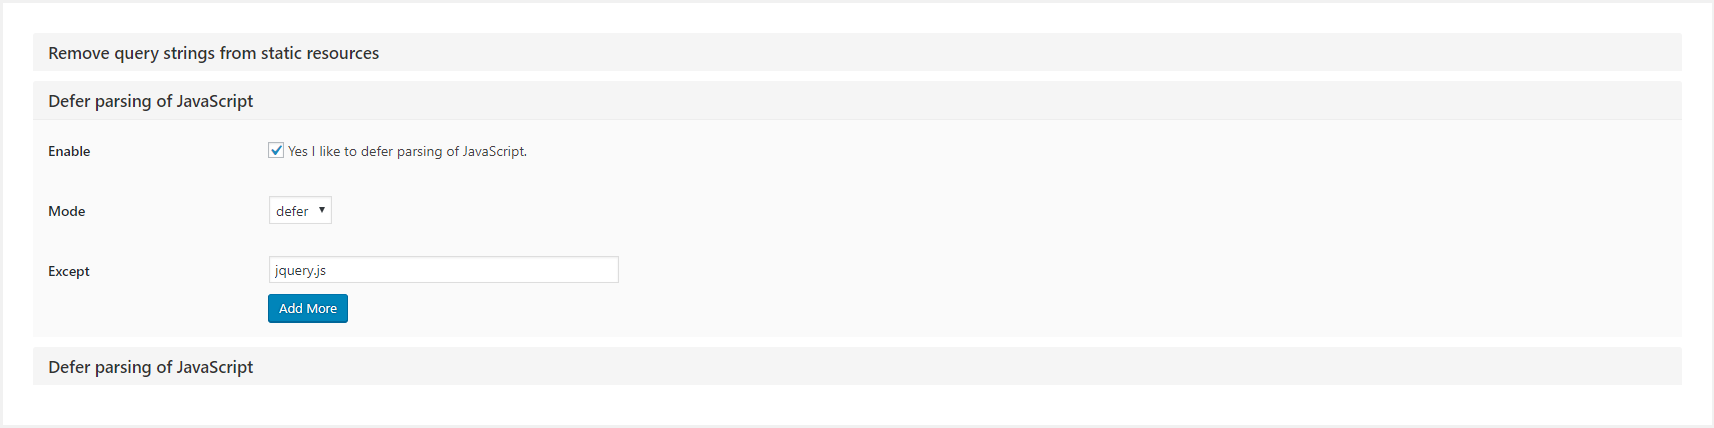 Remove query strings from static resources
Defer parsing of JavaScript
Enable
Yes I like to defer parsing of JavaScript.
Mode
defer
Except
jquery.js
Add More
Defer parsing of JavaScript